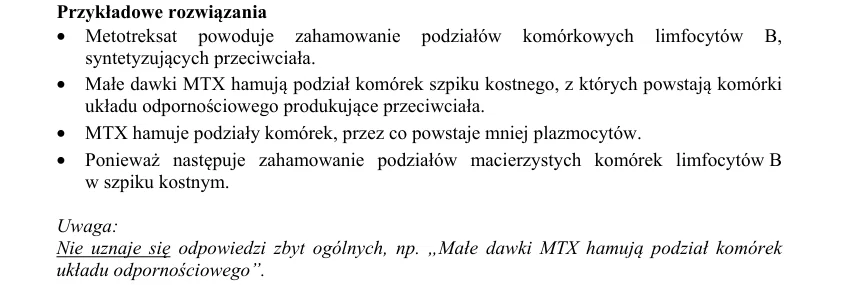 Przykładowe rozwiązania
• Metotreksat powoduje zahamowanie podziałów komórkowych limfocytów B,
syntetyzujących przeciwciała.
• Małe dawki MTX hamują podział komórek szpiku kostnego, z których powstają komórki
układu odpornościowego produkujące przeciwciała.
• MTX hamuje podziały komórek, przez co powstaje mniej plazmocytów.
• Ponieważ następuje zahamowanie podziałów macierzystych komórek limfocytów B
w szpiku kostnym.
Uwaga:
Nie uznaje się odpowiedzi zbyt ogólnych, np. „Małe dawki MTX hamują podział komórek
układu odpornościowego”.